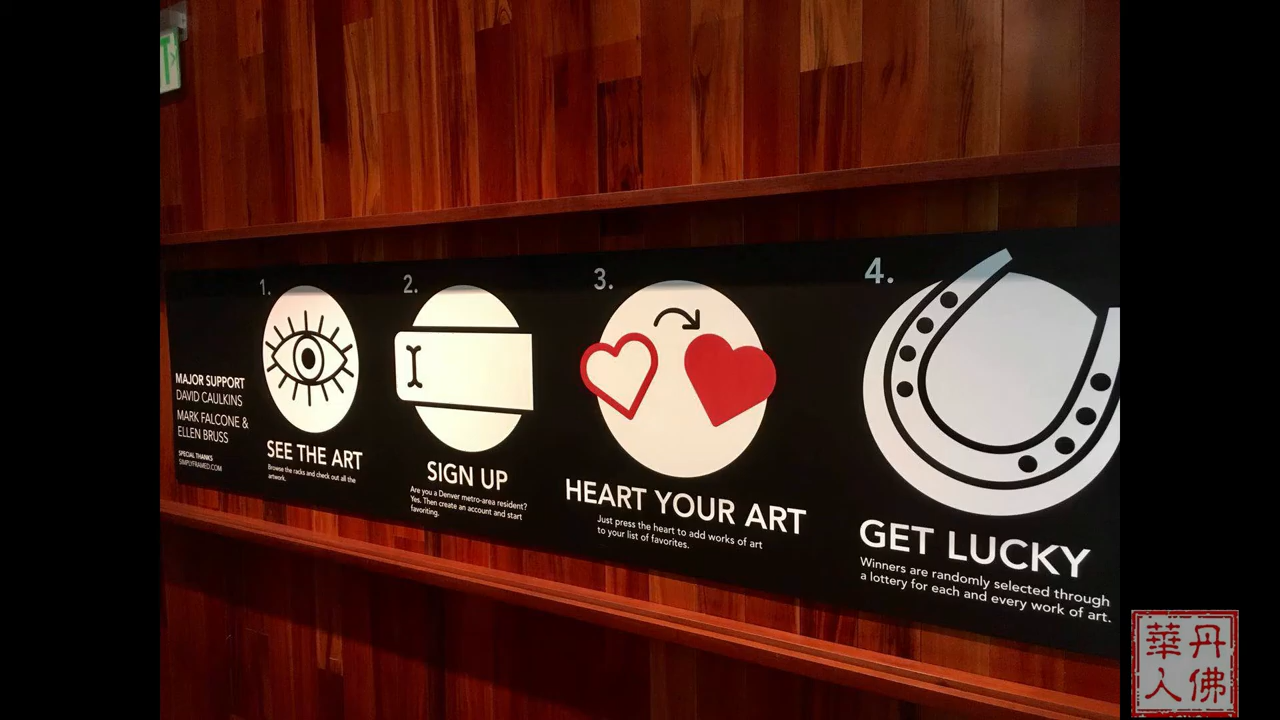 MAJOR SUPPORT
DAVID CAULKINS
MARK FALCONE &
ELLEN BRUSS
SPECIAL THANKS
SIMPLYFRAMED.COM
1.
SEE THE ART
Browse the racks and check out all the
artwork.
2.
SIGN UP
Are you a Denver metro-area resident?
Yes. Then create an account and start
favoriting.
3.
HEART YOUR ART
Just press the heart to add works of art
to your list of favorites.
4.
GET LUCKY
Winners are randomly selected through
a lottery for each and every work of art.
丹佛
華人